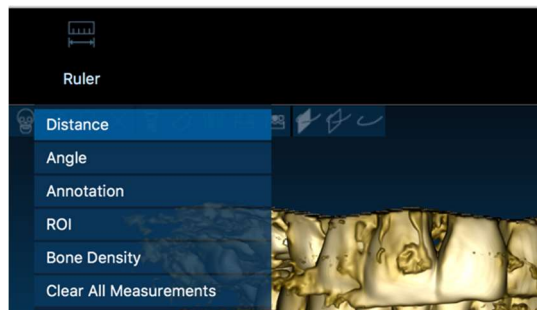 Ruler
Distance
Angle
Annotation
ROI
Bone Density
Clear All Measurements